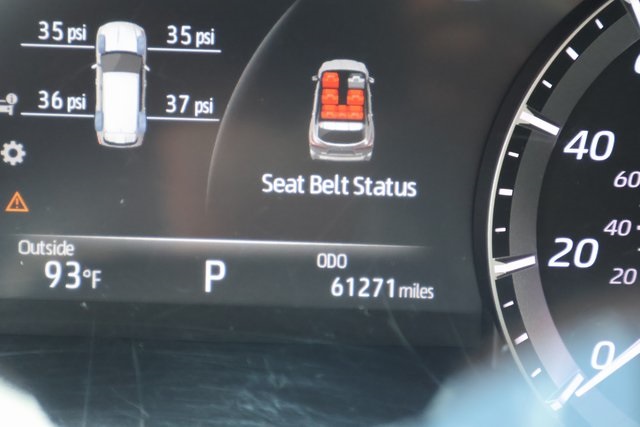 35 psi 35 psi
36 psi 37 psi
Seat Belt Status
Outside
93°F
P
ODO
61271 miles
40
60
40
20
20
0